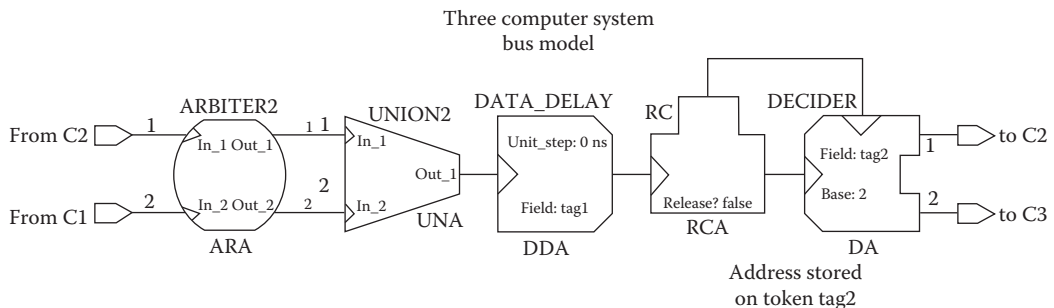 Three computer system
bus model
ARBITER2
UNION2
DATA_DELAY
RC
DECIDER
From C2
1
In_1 Out_1
1
1
In_1
Unit_step: 0 ns
Field: tag2
1
to C2
Out_1
From C1
2
In_2 Out_2
2
2
In_2
Field: tag1
Release? false
Base: 2
2
to C3
ARA
UNA
DDA
RCA
DA
Address stored
on token tag2